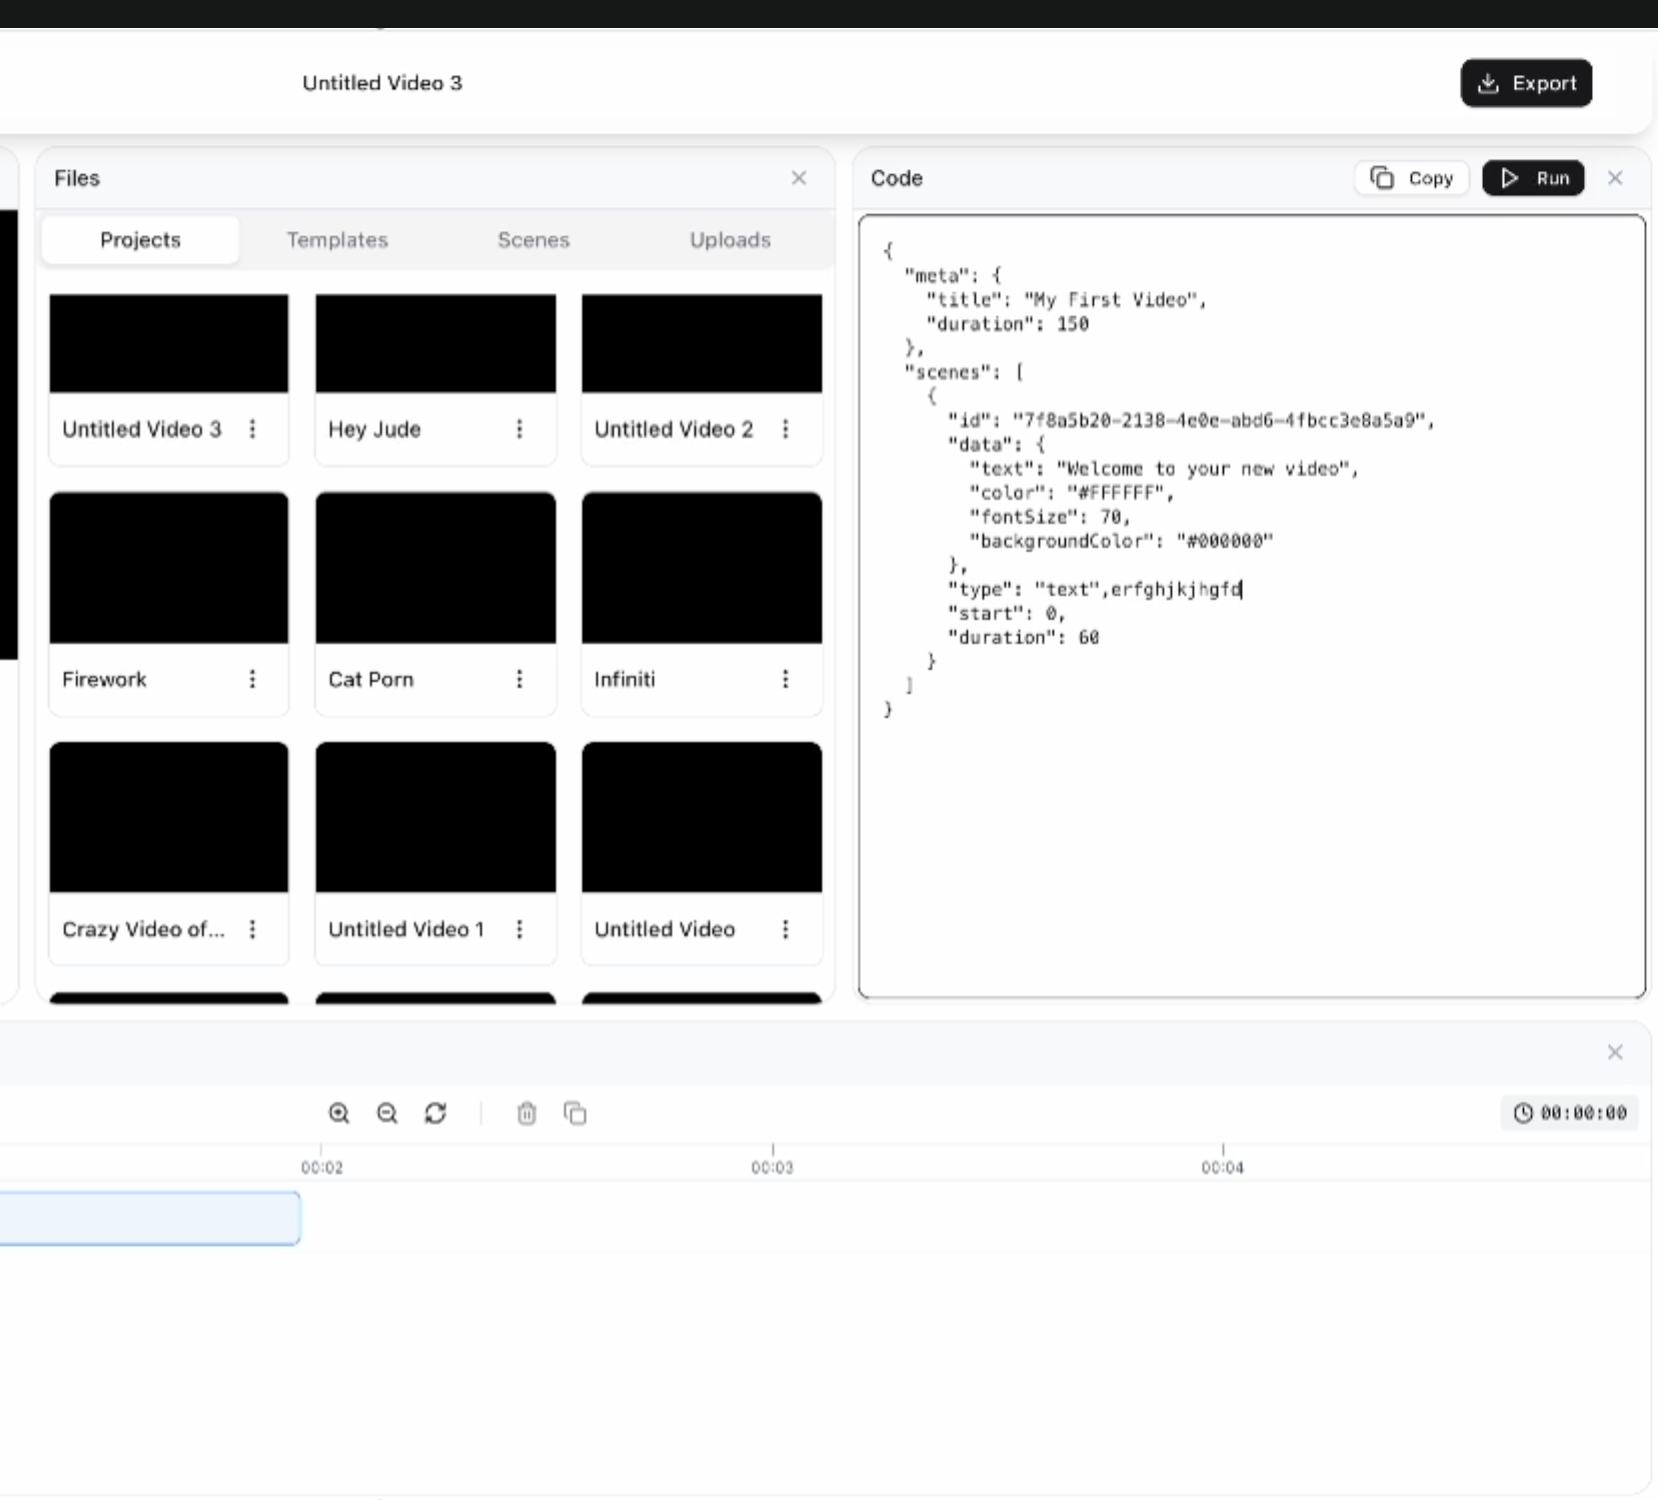 Untitled Video 3
Export
Files
Projects Templates Scenes Uploads
Untitled Video 3
Hey Jude
Untitled Video 2
Firework
Cat Porn
Infiniti
Crazy Video of...
Untitled Video 1
Untitled Video
Code
Copy
Run
{
"meta": {
"title": "My First Video",
"duration": 150
},
"scenes": [
{
"id": "7f8a5b20-2138-4e0e-abd6-4fbcc3e8a5a9",
"data": {
"text": "Welcome to your new video",
"color": "#FFFFFF",
"fontSize": 70,
"backgroundColor": "#000000"
},
"type": "text",erfghjkjhgfd
"start": 0,
"duration": 60
}
]
}
00:00:00
00:02 00:03 00:04